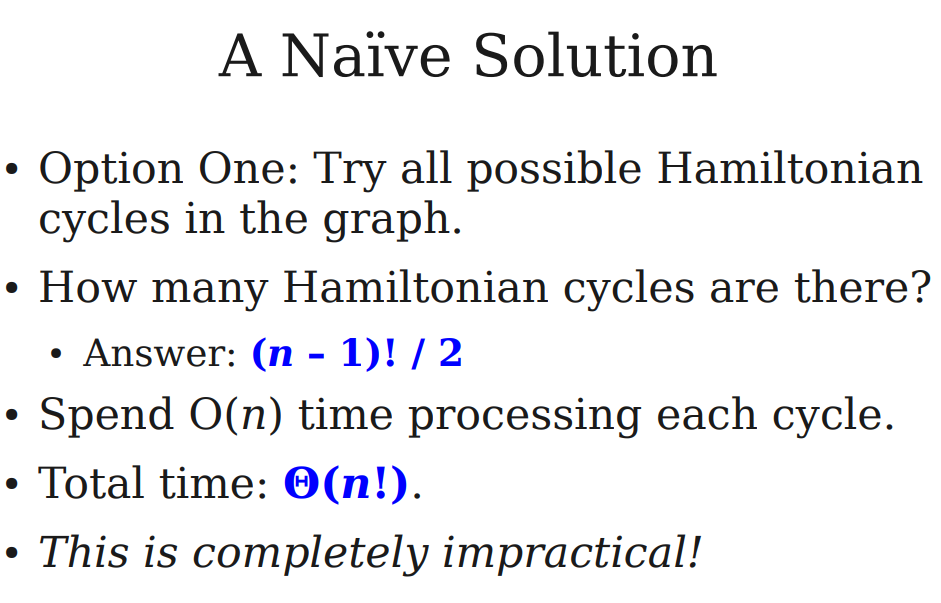 A Naïve Solution
• Option One: Try all possible Hamiltonian
cycles in the graph.
• How many Hamiltonian cycles are there?
• Answer: (n – 1)! / 2
• Spend O(n) time processing each cycle.
• Total time: Θ(n!).
• This is completely impractical!